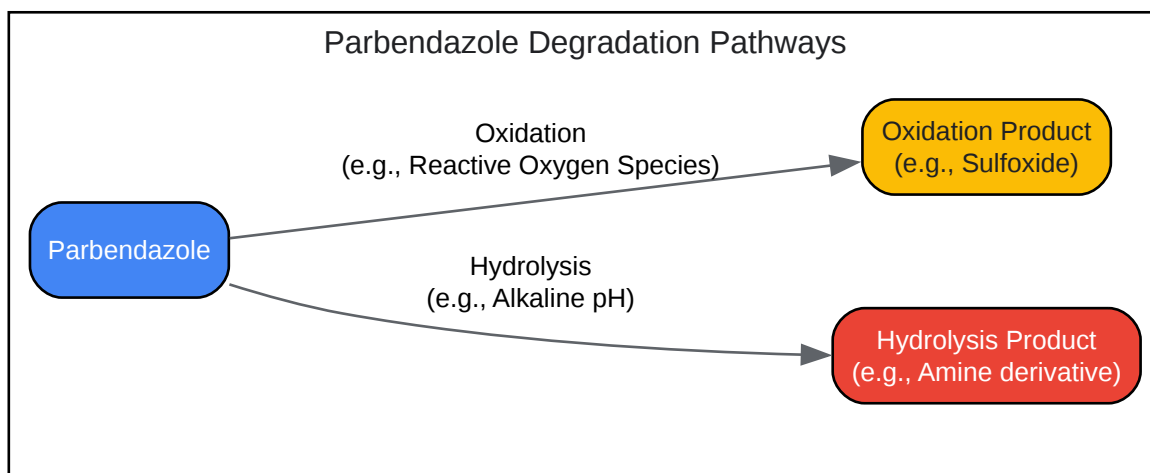 Parbendazole Degradation Pathways
Oxidation
(e.g., Reactive Oxygen Species)
Oxidation Product
(e.g., Sulfoxide)
Parbendazole
Hydrolysis
(e.g., Alkaline pH)
Hydrolysis Product
(e.g., Amine derivative)